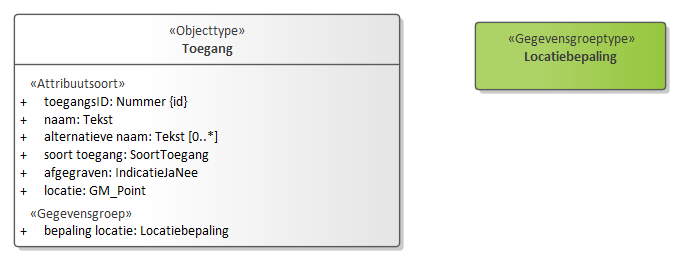 «Objecttype»
Toegang
«Attribuutsoort»
+ toegangsID: Nummer {id}
+ naam: Tekst
+ alternatieve naam: Tekst [0..*]
+ soort toegang: SoortToegang
+ afgegraven: IndicatieJaNee
+ locatie: GM_Point
«Gegevensgroep»
+ bepaling locatie: Locatiebepaling
«Gegevensgroeptype»
Locatiebepaling